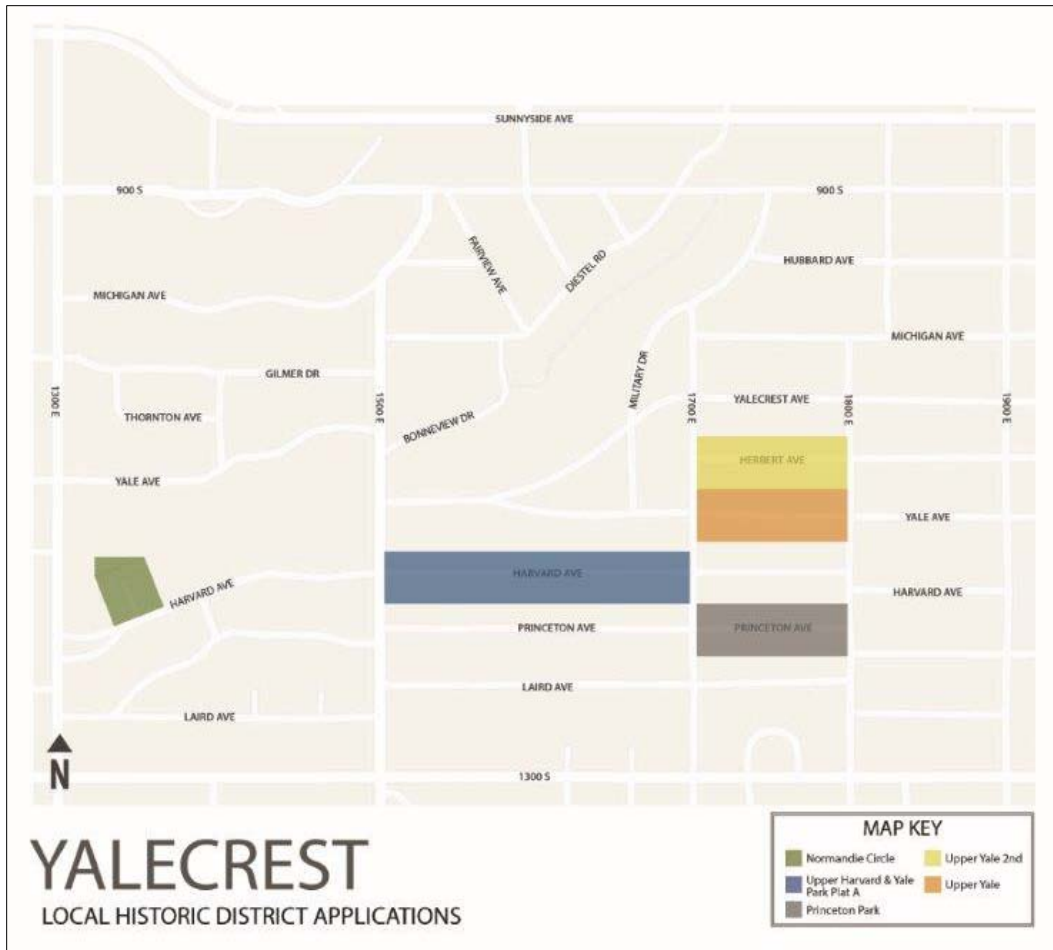 SUNNYSIDE AVE
900 S
900 S
FAIRVIEW AVE
DIESTEL RD
HUBBARD AVE
MICHIGAN AVE
MICHIGAN AVE
GILMER DR
1300 E
THORNTON AVE
1500 E
BONNEVIEW DR
MILITARY DR
1700 E
YALECREST AVE
1800 E
1900 E
HERBERT AVE
YALE AVE
YALE AVE
HARVARD AVE
HARVARD AVE
HARVARD AVE
PRINCETON AVE
PRINCETON AVE
LAIRD AVE
LAIRD AVE
N
1300 S
YALECREST
LOCAL HISTORIC DISTRICT APPLICATIONS
MAP KEY
Normandie Circle
Upper Harvard & Yale
Park Plat A
Princeton Park
Upper Yale 2nd
Upper Yale